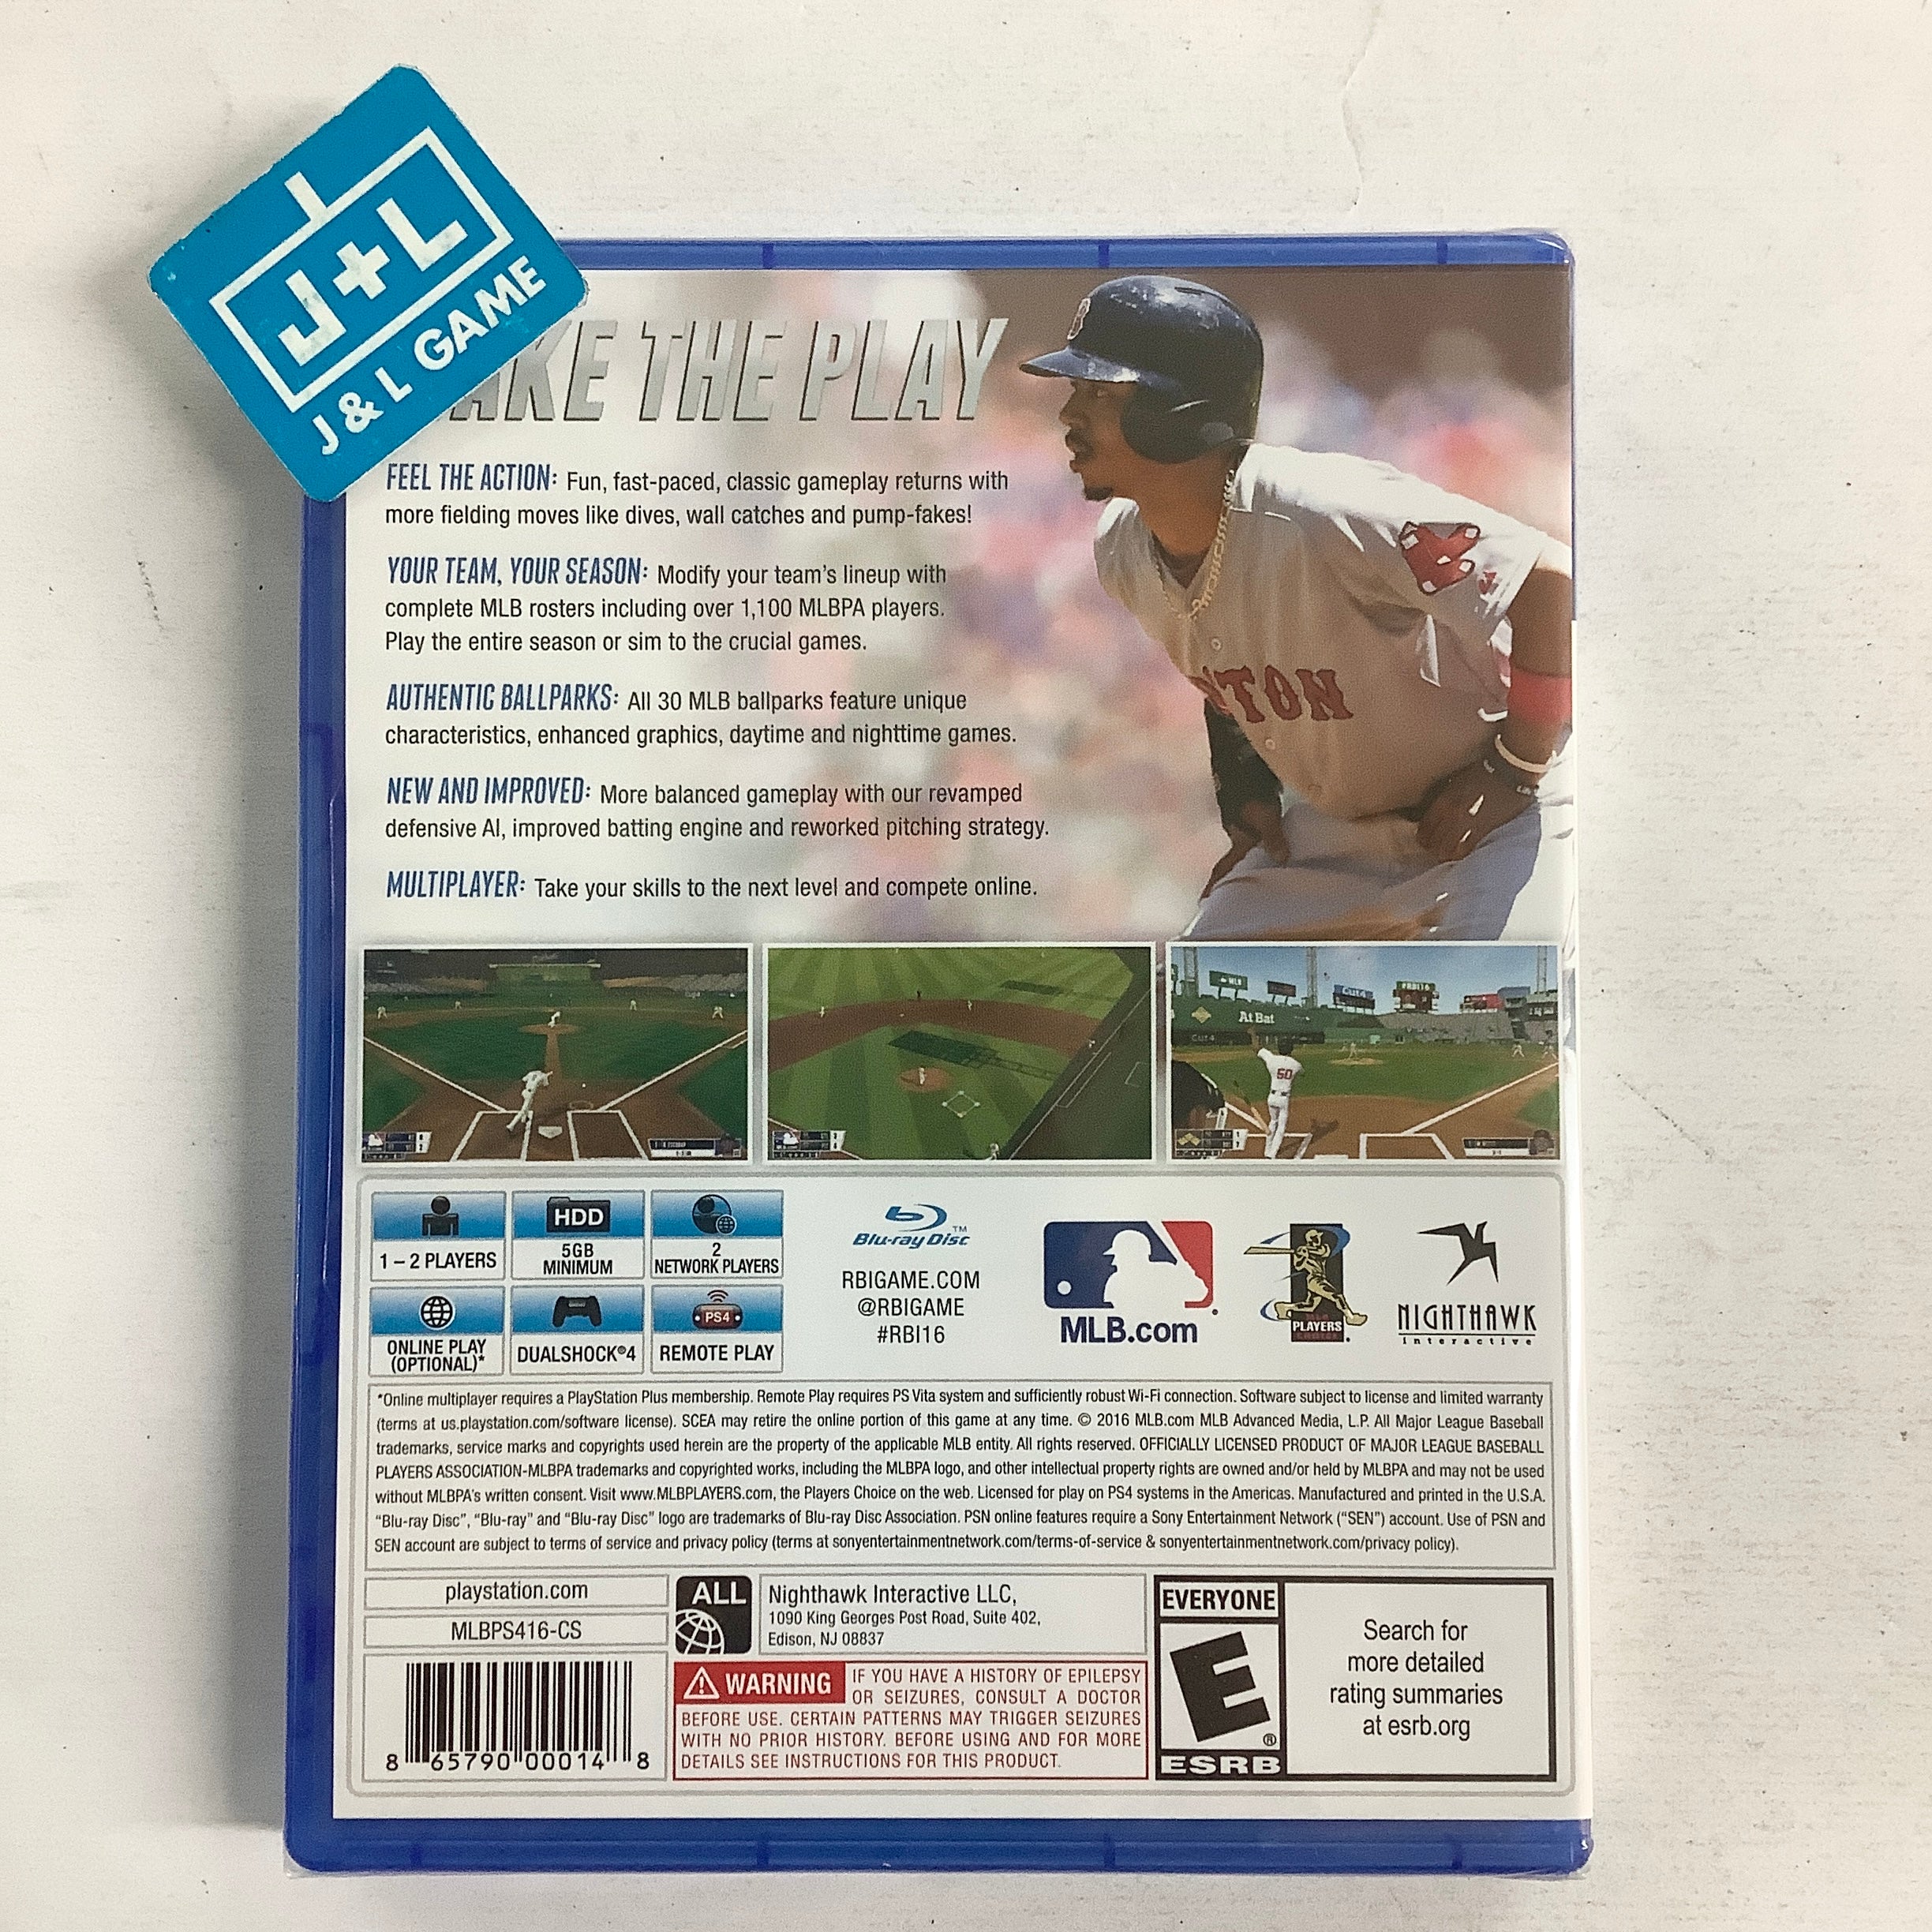 J+L
J & L GAME
AKE THE PLAY
FEEL THE ACTION: Fun, fast-paced, classic gameplay returns with
more fielding moves like dives, wall catches and pump-fakes!
YOUR TEAM, YOUR SEASON: Modify your team's lineup with
complete MLB rosters including over 1,100 MLBPA players.
Play the entire season or sim to the crucial games.
AUTHENTIC BALLPARKS: All 30 MLB ballparks feature unique
characteristics, enhanced graphics, daytime and nighttime games.
NEW AND IMPROVED: More balanced gameplay with our revamped
defensive AI, improved batting engine and reworked pitching strategy.
MULTIPLAYER: Take your skills to the next level and compete online.
B
TON
At Bat
50
1 – 2 PLAYERS
HDD
5GB
MINIMUM
2
NETWORK PLAYERS
ONLINE PLAY
(OPTIONAL)*
DUALSHOCK®4
PS4
REMOTE PLAY
Blu-ray Disc™
RBIGAME.COM
@RBIGAME
#RBI16
MLB.com
PLAYERS
CHOICE
NIGHTHAWK
interactive
*Online multiplayer requires a PlayStation Plus membership. Remote Play requires PS Vita system and sufficiently robust Wi-Fi connection. Software subject to license and limited warranty
(terms at us.playstation.com/software license). SCEA may retire the online portion of this game at any time. © 2016 MLB.com MLB Advanced Media, L.P. All Major League Baseball
trademarks, service marks and copyrights used herein are the property of the applicable MLB entity. All rights reserved. OFFICIALLY LICENSED PRODUCT OF MAJOR LEAGUE BASEBALL
PLAYERS ASSOCIATION-MLBPA trademarks and copyrighted works, including the MLBPA logo, and other intellectual property rights are owned and/or held by MLBPA and may not be used
without MLBPA's written consent. Visit www.MLBPLAYERS.com, the Players Choice on the web. Licensed for play on PS4 systems in the Americas. Manufactured and printed in the U.S.A.
"Blu-ray Disc", "Blu-ray" and "Blu-ray Disc" logo are trademarks of Blu-ray Disc Association. PSN online features require a Sony Entertainment Network ("SEN") account. Use of PSN and
SEN account are subject to terms of service and privacy policy (terms at sonyentertainmentnetwork.com/terms-of-service & sonyentertainmentnetwork.com/privacy policy).
playstation.com
MLBPS416-CS
8 65790 00014 8
ALL
Nighthawk Interactive LLC,
1090 King Georges Post Road, Suite 402,
Edison, NJ 08837
WARNING IF YOU HAVE A HISTORY OF EPILEPSY
OR SEIZURES, CONSULT A DOCTOR
BEFORE USE. CERTAIN PATTERNS MAY TRIGGER SEIZURES
WITH NO PRIOR HISTORY. BEFORE USING AND FOR MORE
DETAILS SEE INSTRUCTIONS FOR THIS PRODUCT.
EVERYONE
E
®
ESRB
Search for
more detailed
rating summaries
at esrb.org